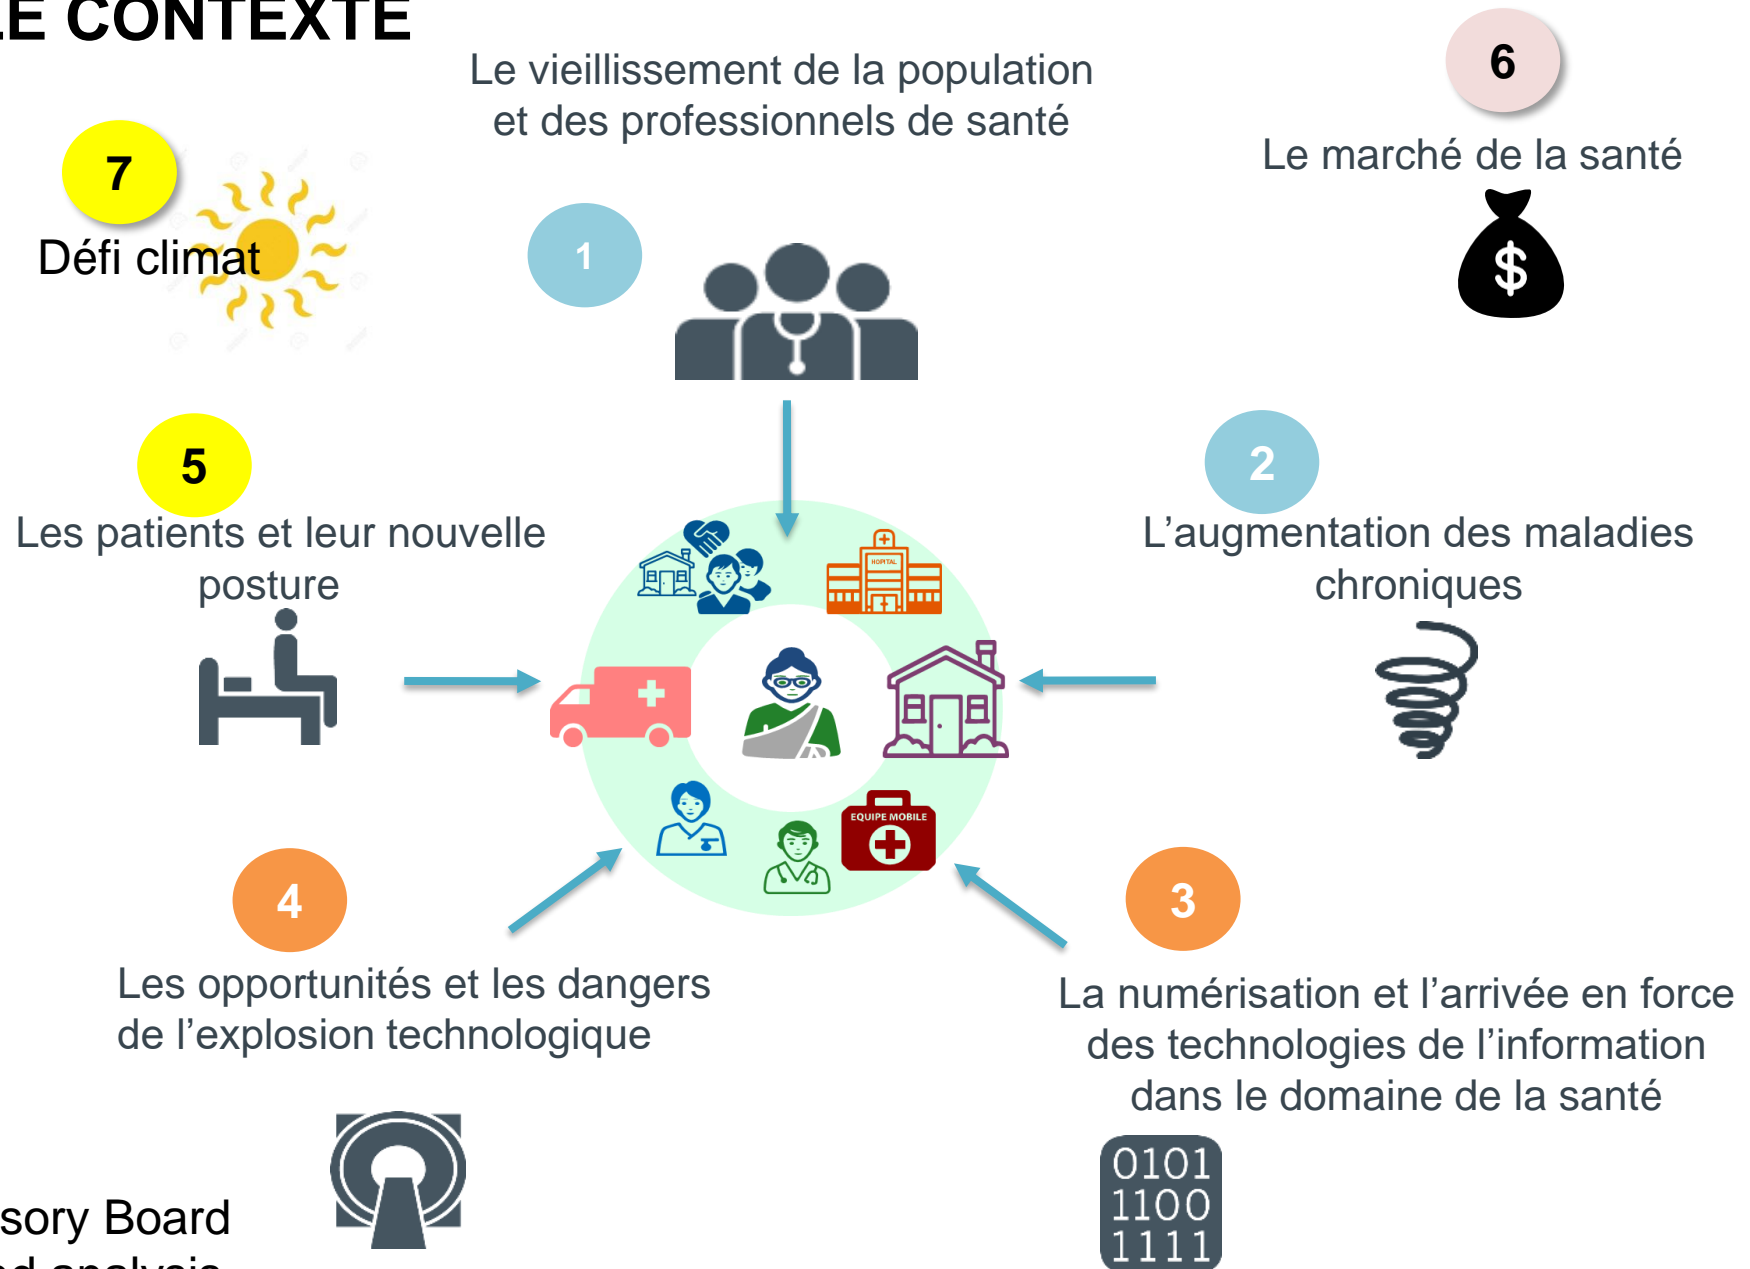 LE CONTEXTE
Le vieillissement de la population
et des professionnels de santé
6
Le marché de la santé
$
7
Défi climat
1
5
Les patients et leur nouvelle
posture
2
L’augmentation des maladies
chroniques
HOPITAL
EQUIPE MOBILE
4
Les opportunités et les dangers
de l’explosion technologique
3
La numérisation et l’arrivée en force
des technologies de l’information
dans le domaine de la santé
0101
1100
1111
sory Board
nd analysis